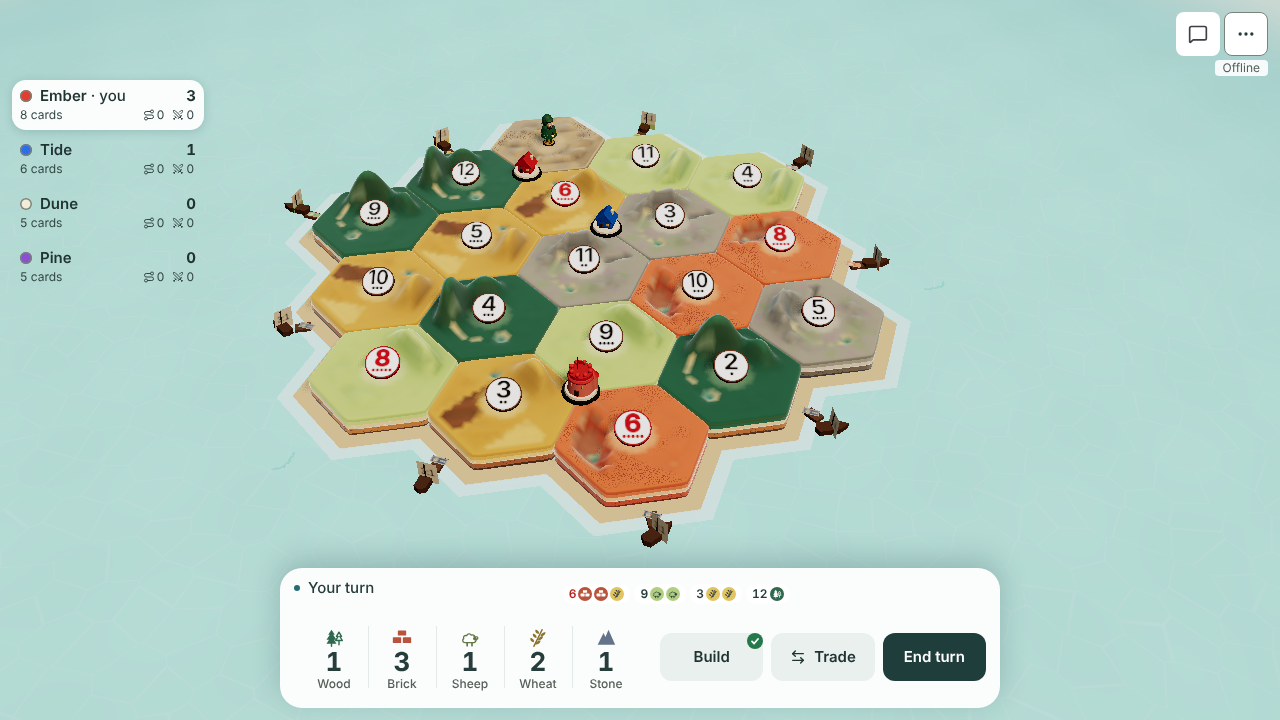 Offline
Ember · you 3
8 cards 0 0
Tide 1
6 cards 0 0
Dune 0
5 cards 0 0
Pine 0
5 cards 0 0
11
12
4
6
9
3
5
8
11
10
10
4
5
9
8
2
3
6
Your turn
6 9 3 12
1 3 1 2 1
Wood Brick Sheep Wheat Stone
Build Trade End turn